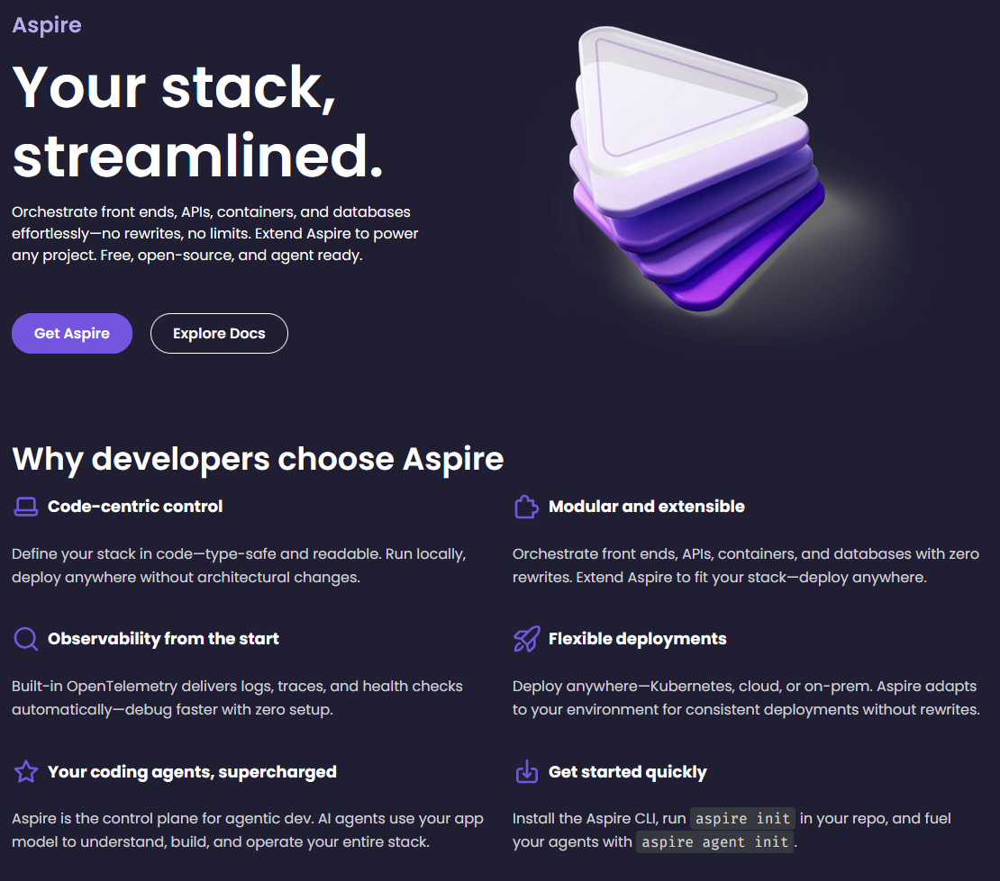 Aspire
Your stack,
streamlined.
Orchestrate front ends, APIs, containers, and databases
effortlessly—no rewrites, no limits. Extend Aspire to power
any project. Free, open-source, and agent ready.
Get Aspire
Explore Docs
Why developers choose Aspire
Code-centric control
Define your stack in code—type-safe and readable. Run locally,
deploy anywhere without architectural changes.
Modular and extensible
Orchestrate front ends, APIs, containers, and databases with zero
rewrites. Extend Aspire to fit your stack—deploy anywhere.
Observability from the start
Built-in OpenTelemetry delivers logs, traces, and health checks
automatically—debug faster with zero setup.
Flexible deployments
Deploy anywhere—Kubernetes, cloud, or on-prem. Aspire adapts
to your environment for consistent deployments without rewrites.
Your coding agents, supercharged
Aspire is the control plane for agentic dev. AI agents use your app
model to understand, build, and operate your entire stack.
Get started quickly
Install the Aspire CLI, run aspire init in your repo, and fuel
your agents with aspire agent init.